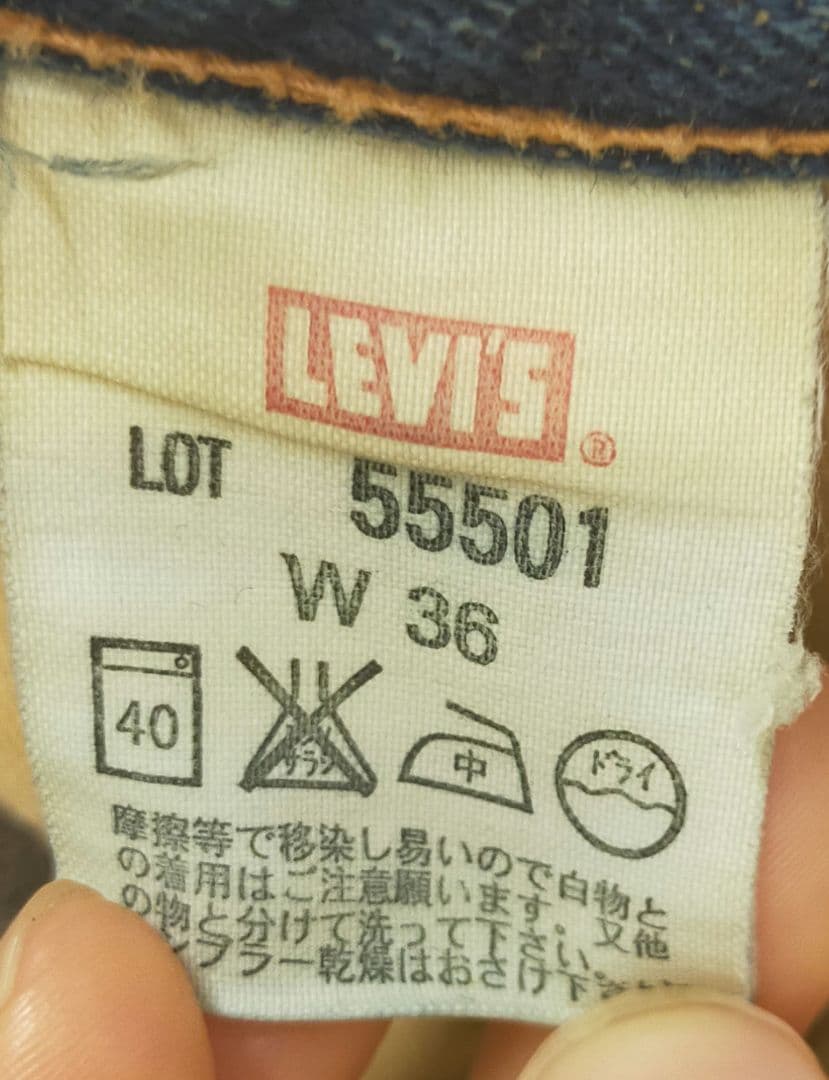 LEVI'S ®
LOT 55501
W 36
40
サラシ
中
ドライ
摩擦等で移染し易いので白物と
の着用はご注意願います。又他
の物と分けて洗って下さい。
ンブラー乾燥はおさけ下さい